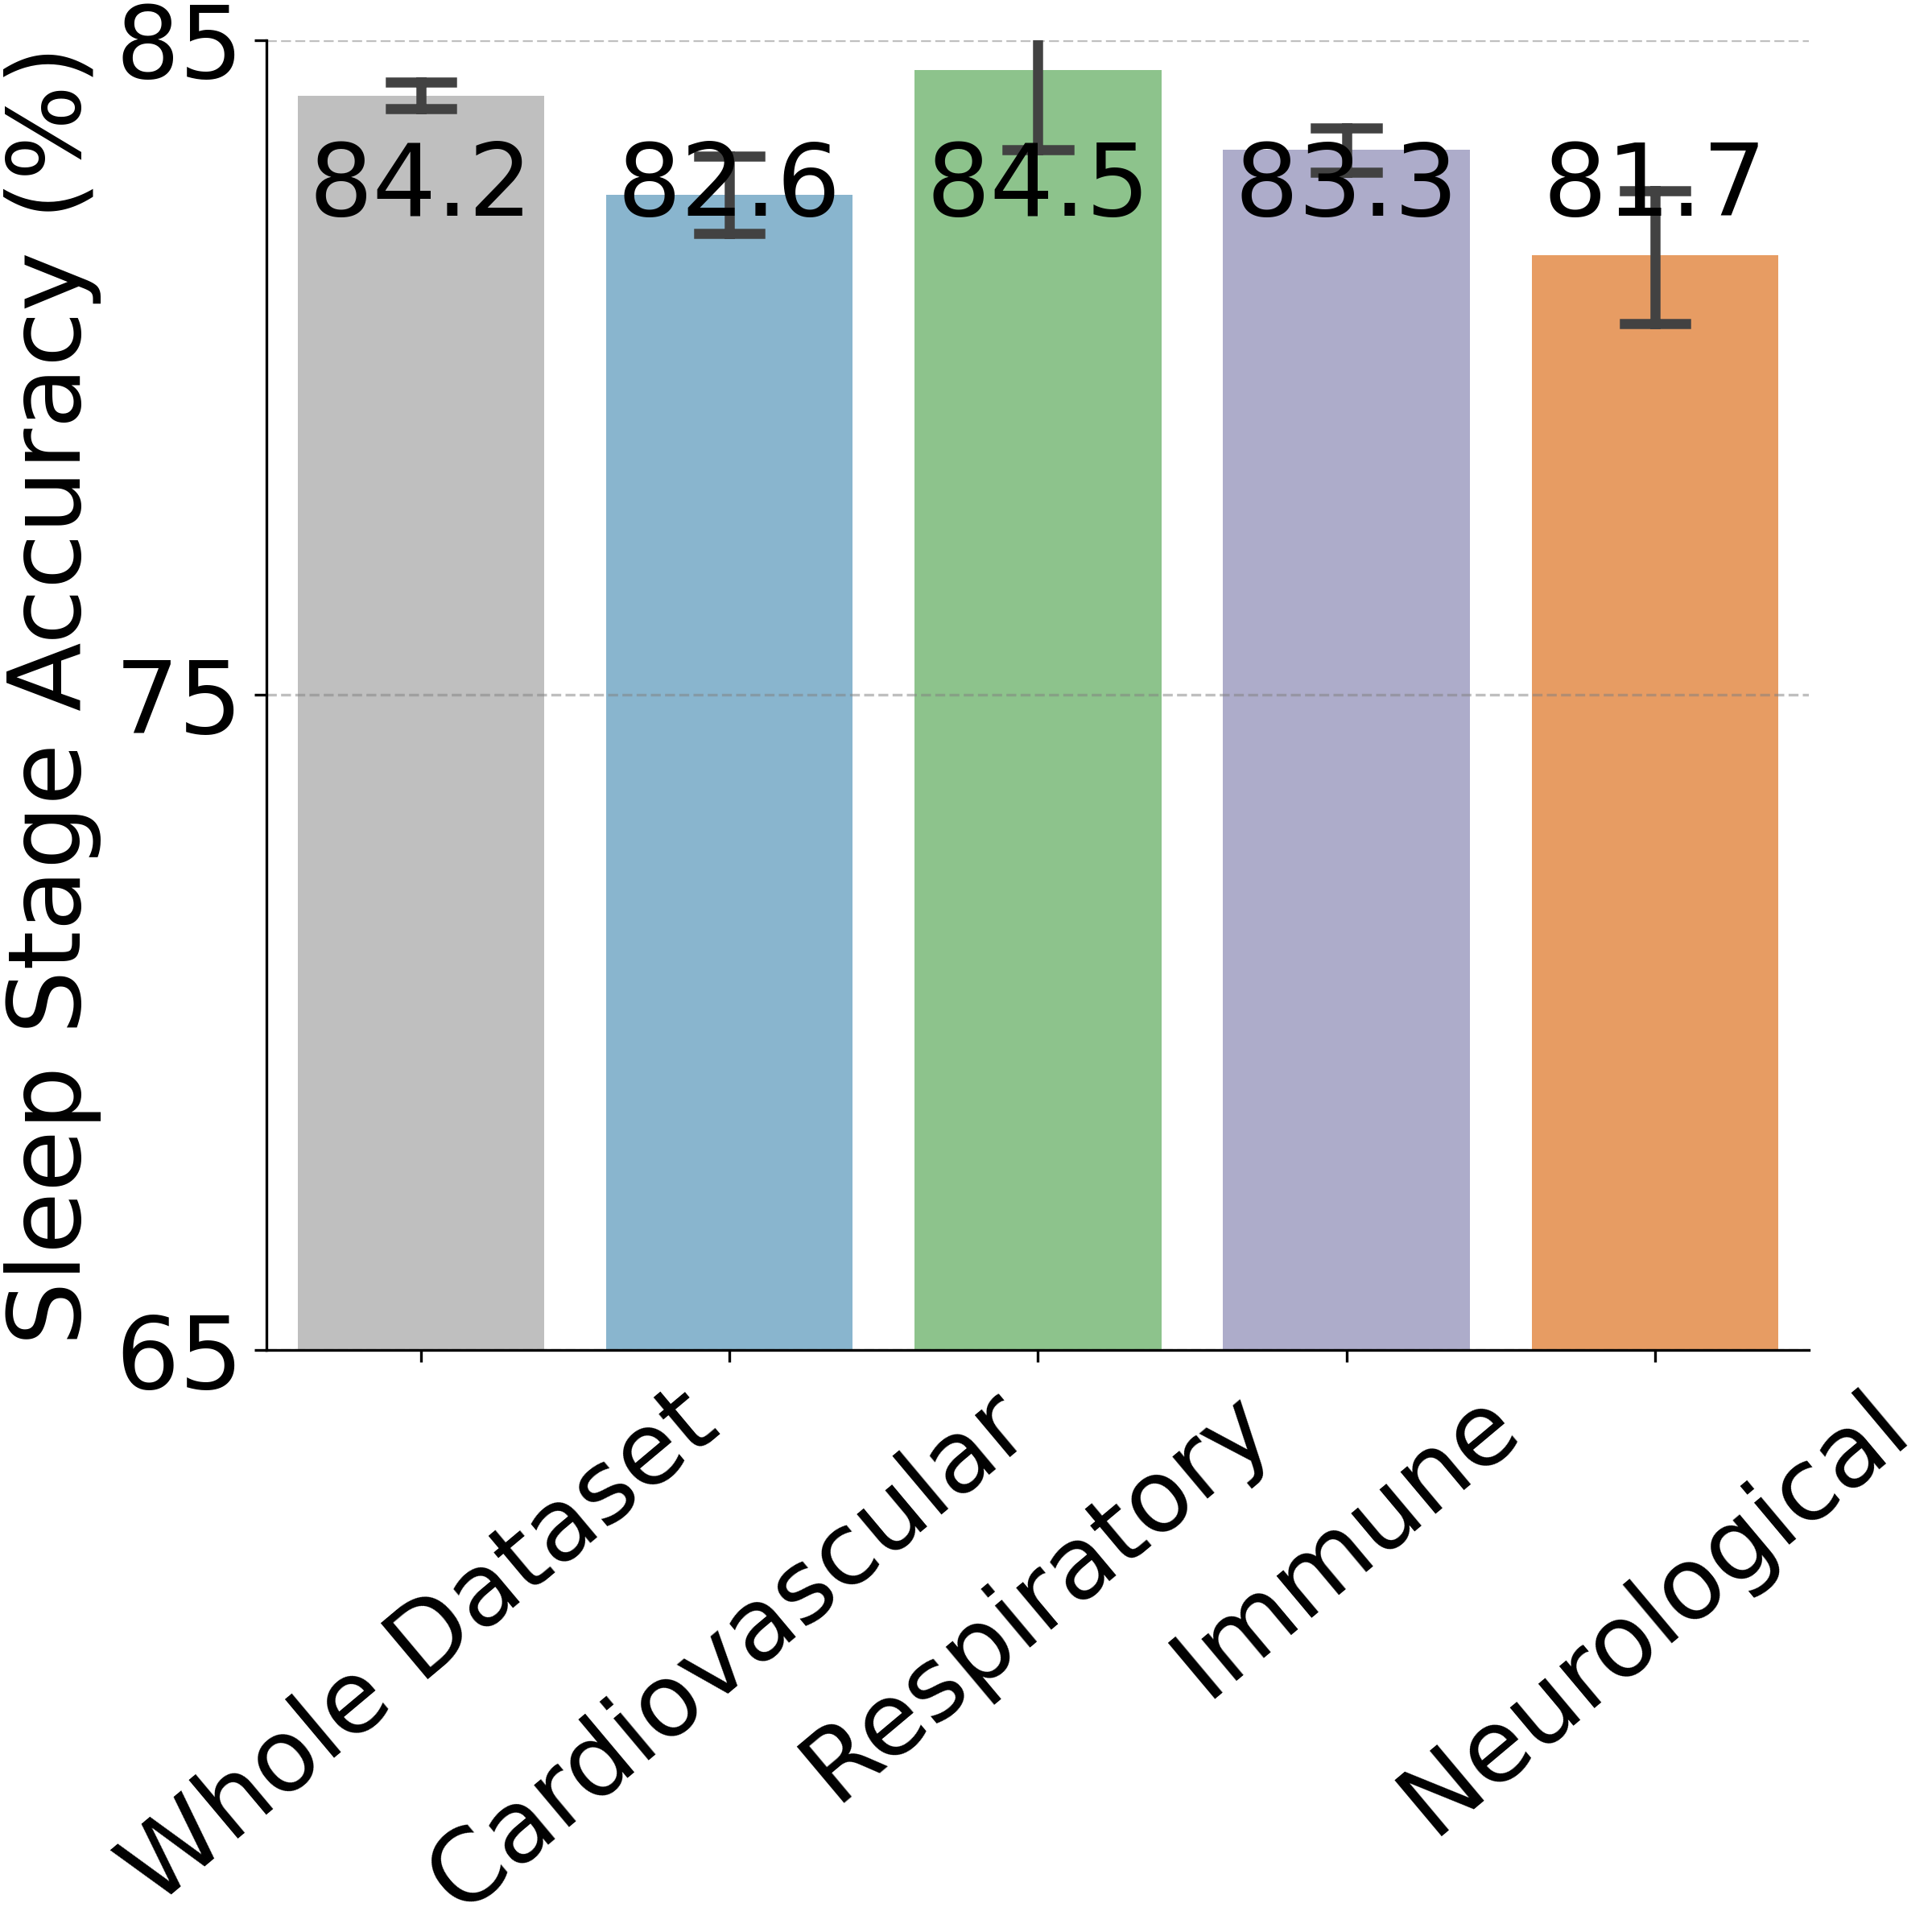 Sleep Stage Accuracy (%)
85
75
65
84.2
82.6
84.5
83.3
81.7
Whole Dataset
Cardiovascular
Respiratory
Immune
Neurological